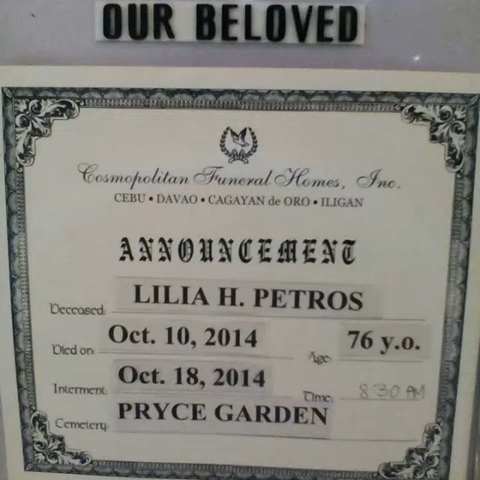 OUR BELOVED
Cosmopolitan Funeral Homes, Inc.
CEBU • DAVAO • CAGAYAN de ORO • ILIGAN
ANNOUNCEMENT
Deceased: LILIA H. PETROS
Died on: Oct. 10, 2014 Age: 76 y.o.
Interment: Oct. 18, 2014 Time: 8:30 AM
Cemetery: PRYCE GARDEN